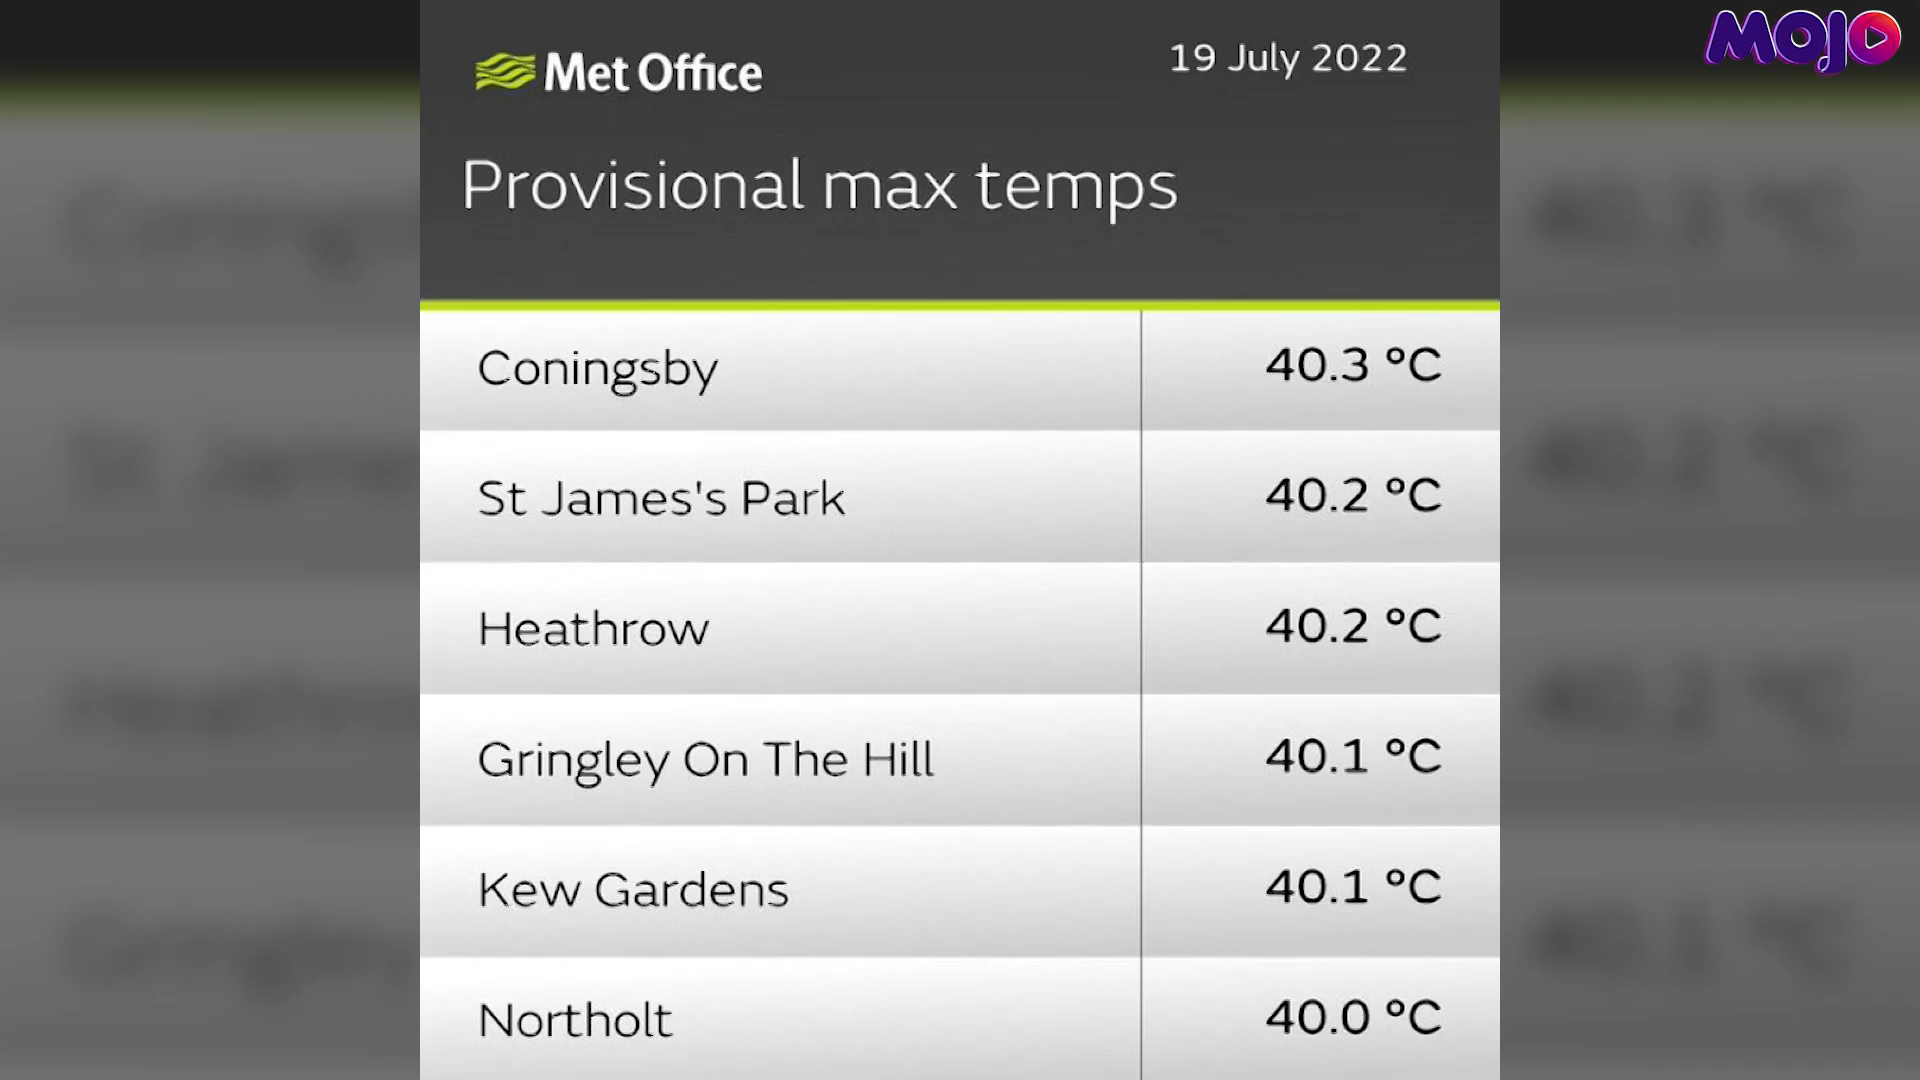 MOJO
Met Office
19 July 2022
Provisional max temps
Coningsby 40.3 °C
St James's Park 40.2 °C
Heathrow 40.2 °C
Gringley On The Hill 40.1 °C
Kew Gardens 40.1 °C
Northolt 40.0 °C